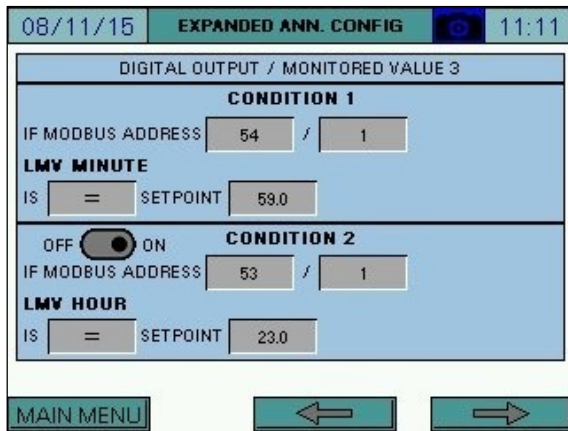 08/11/15 EXPANDED ANN. CONFIG 11:11
DIGITAL OUTPUT / MONITORED VALUE 3
CONDITION 1
IF MODBUS ADDRESS 54 / 1
LMV MINUTE
IS = SETPOINT 59.0
OFF ON CONDITION 2
IF MODBUS ADDRESS 53 / 1
LMV HOUR
IS = SETPOINT 23.0
MAIN MENU